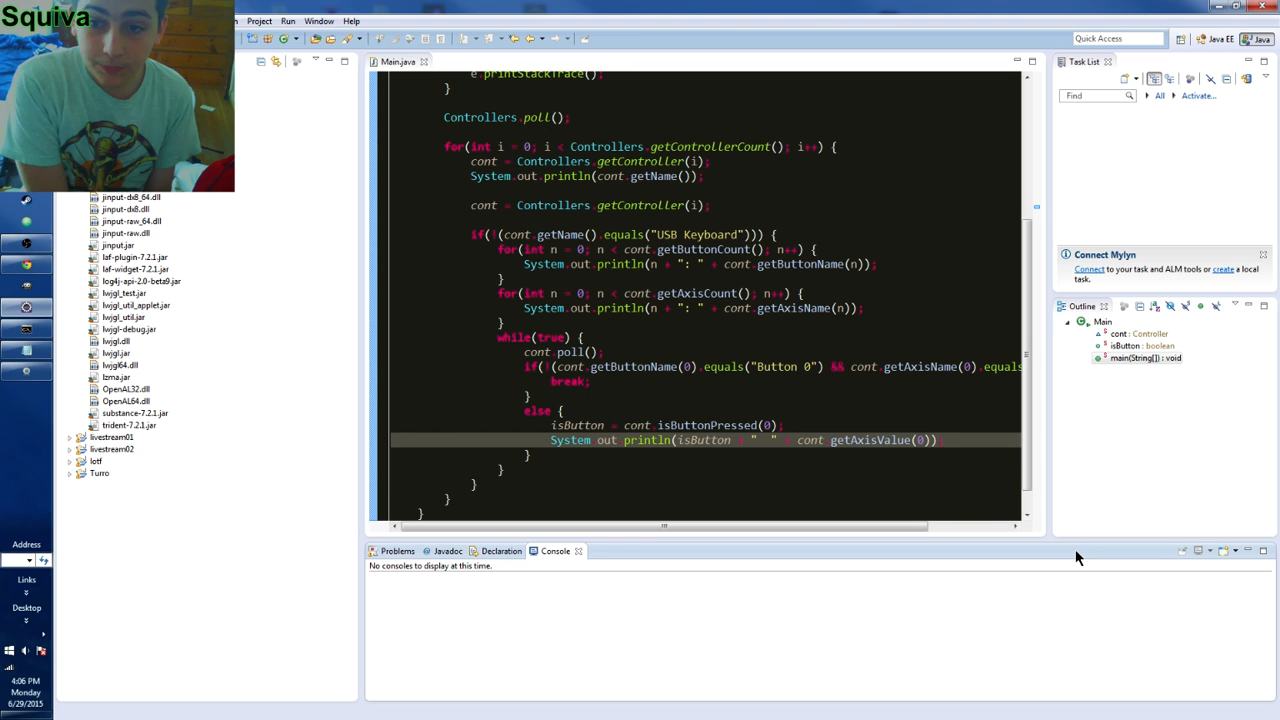 Squiva
Project Run Window Help
Quick Access
Java EE
Java
Main.java
Task List
Find
All
Activate...
e.printStackTrace();
}
Controllers.poll();
for(int i = 0; i < Controllers.getControllerCount(); i++) {
cont = Controllers.getController(i);
System.out.println(cont.getName());
cont = Controllers.getController(i);
if(!(cont.getName().equals("USB Keyboard"))) {
for(int n = 0; n < cont.getButtonCount(); n++) {
System.out.println(n + ": " + cont.getButtonName(n));
}
for(int n = 0; n < cont.getAxisCount(); n++) {
System.out.println(n + ": " + cont.getAxisName(n));
}
while(true) {
cont.poll();
if(!(cont.getButtonName(0).equals("Button 0") && cont.getAxisName(0).equals
break;
}
else {
isButton = cont.isButtonPressed(0);
System.out.println(isButton + "  " + cont.getAxisValue(0));
}
}
}
}
}
jinput-dx8_64.dll
jinput-dx8.dll
jinput-raw_64.dll
jinput-raw.dll
jinput.jar
laf-plugin-7.2.1.jar
laf-widget-7.2.1.jar
log4j-api-2.0-beta9.jar
lwjgl_test.jar
lwjgl_util_applet.jar
lwjgl_util.jar
lwjgl-debug.jar
lwjgl.dll
lwjgl.jar
lwjgl64.dll
lzma.jar
OpenAL32.dll
OpenAL64.dll
substance-7.2.1.jar
trident-7.2.1.jar
livestream01
livestream02
lotf
Turro
Connect Mylyn
Connect to your task and ALM tools or create a local
task.
Outline
Main
cont : Controller
isButton : boolean
main(String[]) : void
Problems
Javadoc
Declaration
Console
No consoles to display at this time.
Address
Links
Desktop
4:06 PM
Monday
6/29/2015